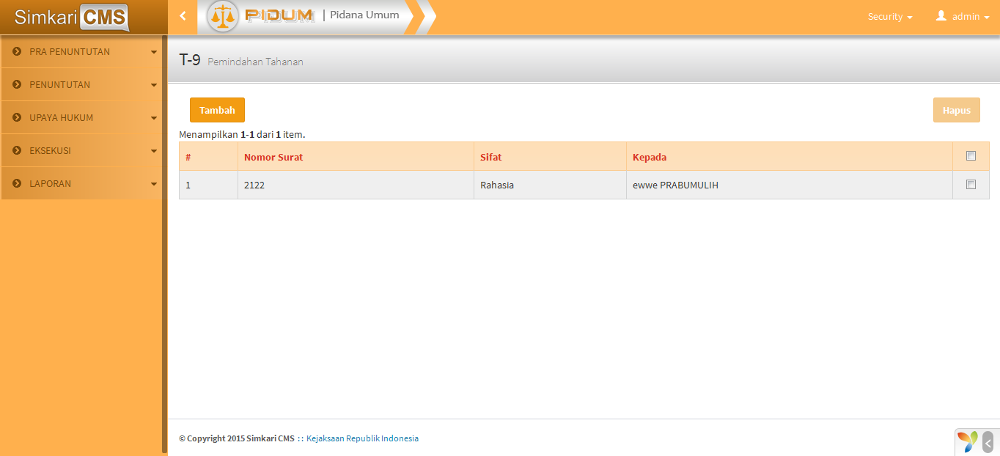 Simkari CMS
PIDUM | Pidana Umum
Security
admin
PRA PENUNTUTAN
PENUNTUTAN
UPAYA HUKUM
EKSEKUSI
LAPORAN
T-9 Pemindahan Tahanan
Tambah
Hapus
Menampilkan 1-1 dari 1 item.
# Nomor Surat Sifat Kepada
1 2122 Rahasia ewwe PRABUMULIH
© Copyright 2015 Simkari CMS :: Kejaksaan Republik Indonesia